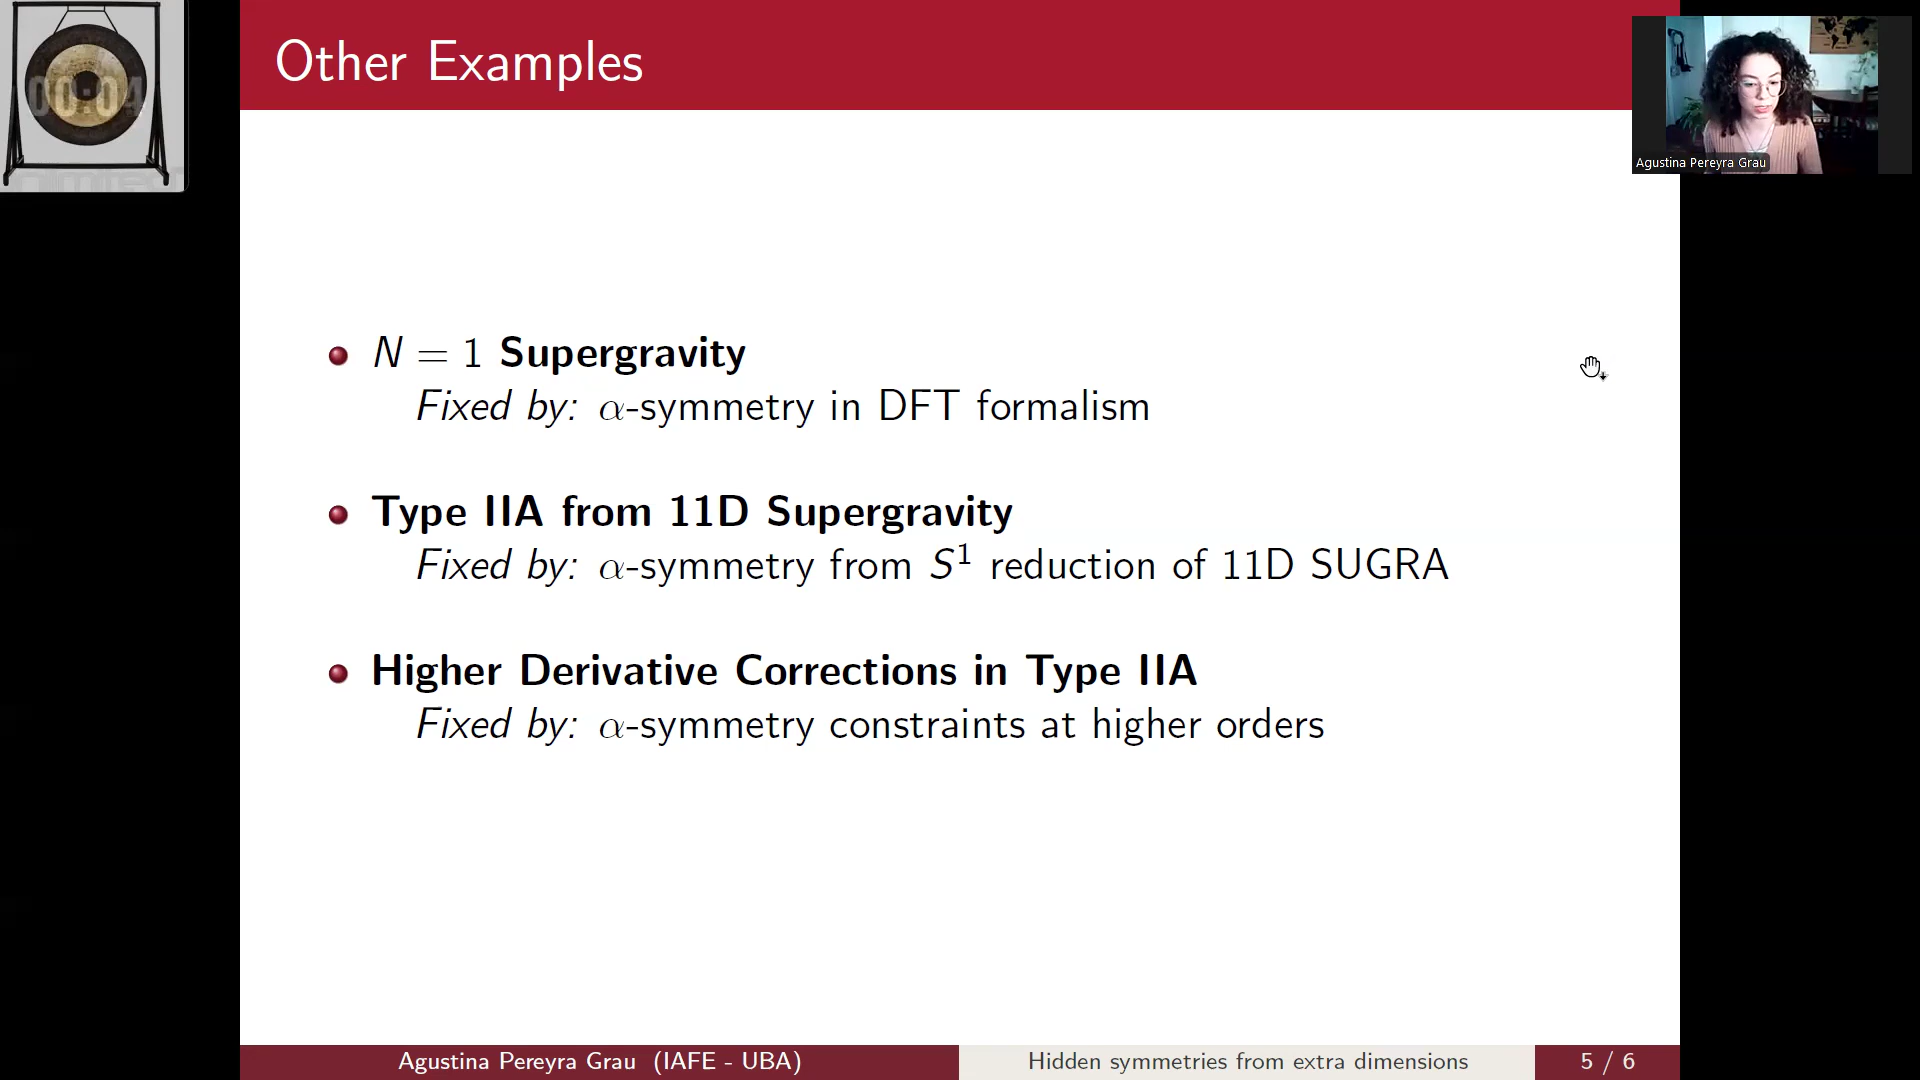 Other Examples
00:04
Agustina Pereyra Grau
N = 1 Supergravity
Fixed by: α-symmetry in DFT formalism
Type IIA from 11D Supergravity
Fixed by: α-symmetry from S¹ reduction of 11D SUGRA
Higher Derivative Corrections in Type IIA
Fixed by: α-symmetry constraints at higher orders
Agustina Pereyra Grau (IAFE - UBA)
Hidden symmetries from extra dimensions
5 / 6